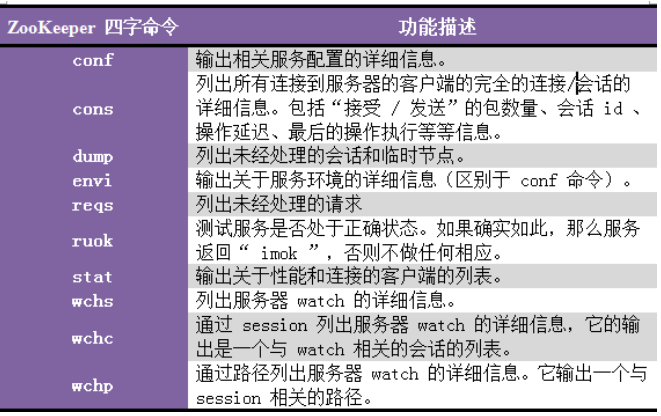 ZooKeeper 四字命令 功能描述
conf 输出相关服务配置的详细信息。
列出所有连接到服务器的客户端的完全的连接/会话的
cons 详细信息。包括“接受 / 发送”的包数量、会话 id 、
操作延迟、最后的操作执行等等信息。
dump 列出未经处理的会话和临时节点。
envi 输出关于服务环境的详细信息（区别于 conf 命令）。
reqs 列出未经处理的请求
测试服务是否处于正确状态。如果确实如此，那么服务
ruok 返回“ imok ”，否则不做任何相应。
stat 输出关于性能和连接的客户端的列表。
wchs 列出服务器 watch 的详细信息。
通过 session 列出服务器 watch 的详细信息，它的输
wchc 出是一个与 watch 相关的会话的列表。
通过路径列出服务器 watch 的详细信息。它输出一个与
wchp session 相关的路径。